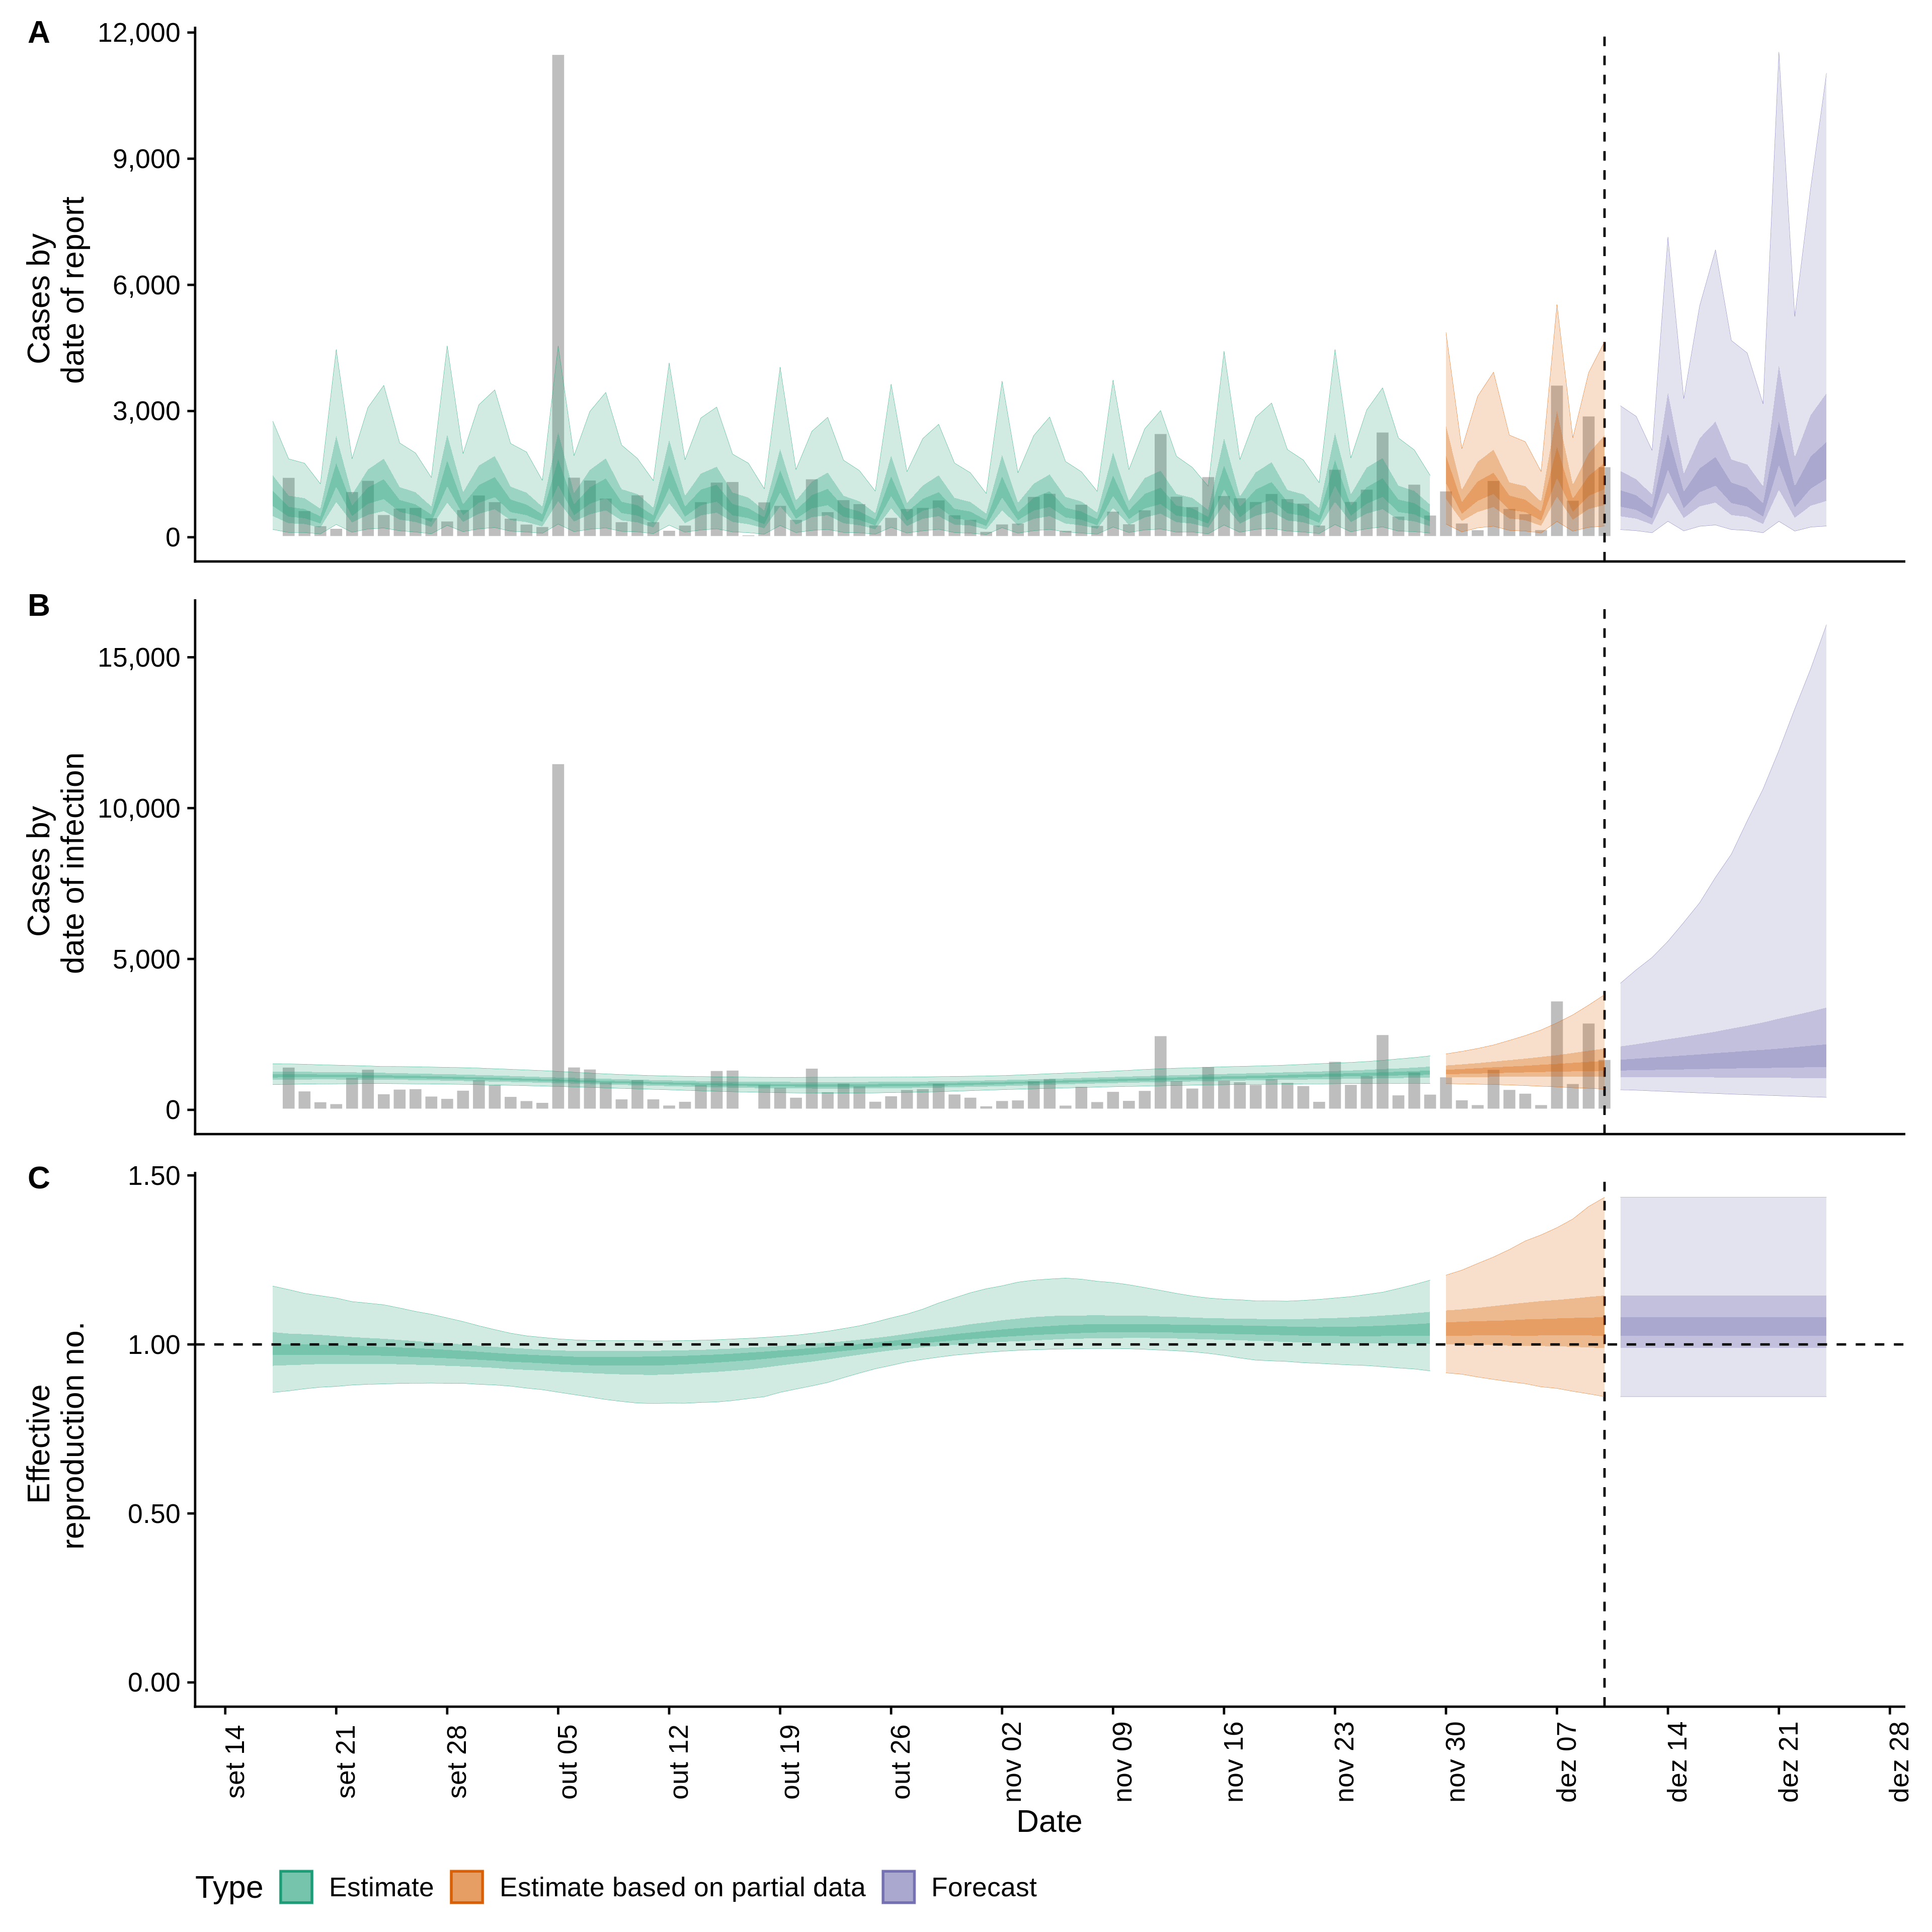 A
12,000
9,000
6,000
3,000
0
Cases by
date of report
B
15,000
10,000
5,000
0
Cases by
date of infection
C
1.50
1.00
0.50
0.00
Effective
reproduction no.
set 14
set 21
set 28
out 05
out 12
out 19
out 26
nov 02
nov 09
nov 16
nov 23
nov 30
dez 07
dez 14
dez 21
dez 28
Date
Type Estimate Estimate based on partial data Forecast